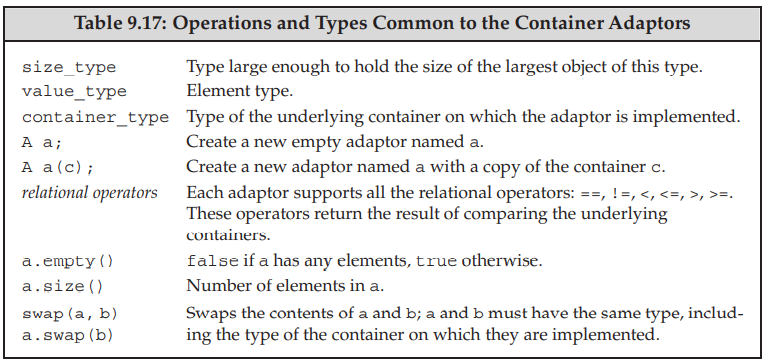 Table 9.17: Operations and Types Common to the Container Adaptors
size_type Type large enough to hold the size of the largest object of this type.
value_type Element type.
container_type Type of the underlying container on which the adaptor is implemented.
A a; Create a new empty adaptor named a.
A a(c); Create a new adaptor named a with a copy of the container c.
relational operators Each adaptor supports all the relational operators: ==, !=, <, <=, >, >=.
These operators return the result of comparing the underlying
containers.
a.empty() false if a has any elements, true otherwise.
a.size() Number of elements in a.
swap(a,b) Swaps the contents of a and b; a and b must have the same type, includ-
a.swap(b) ing the type of the container on which they are implemented.